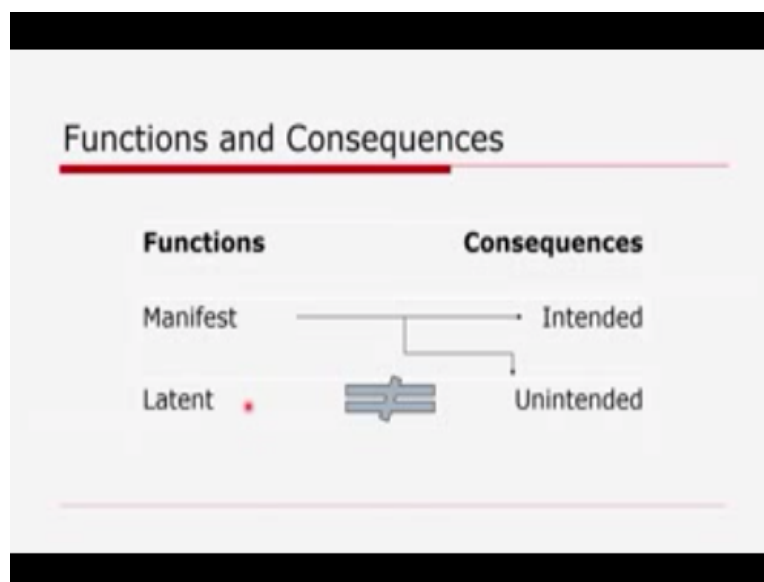 Functions and Consequences
Functions Consequences
Manifest Intended
Latent Unintended